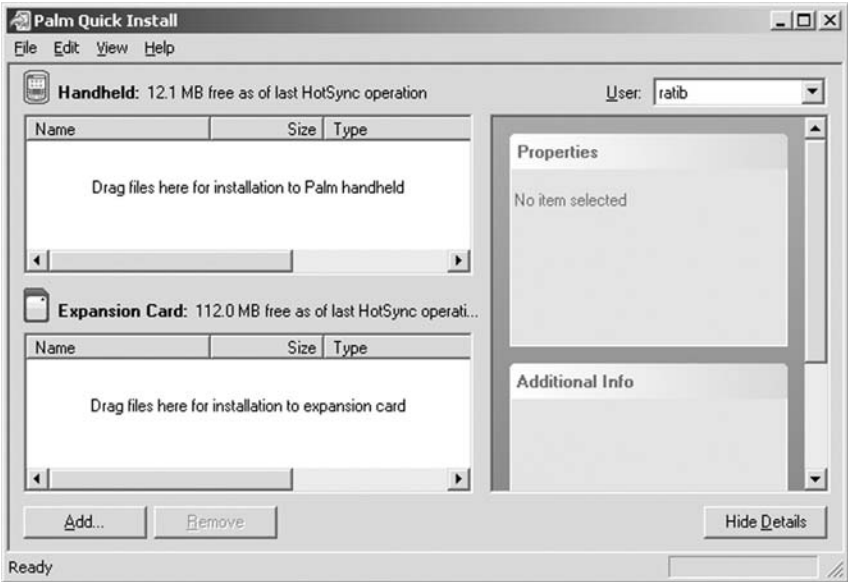 Palm Quick Install
File Edit View Help
Handheld: 12.1 MB free as of last HotSync operation
User: ratib
Name Size Type
Drag files here for installation to Palm handheld
Properties
No item selected
Expansion Card: 112.0 MB free as of last HotSync operati...
Name Size Type
Drag files here for installation to expansion card
Additional Info
Add... Remove
Hide Details
Ready